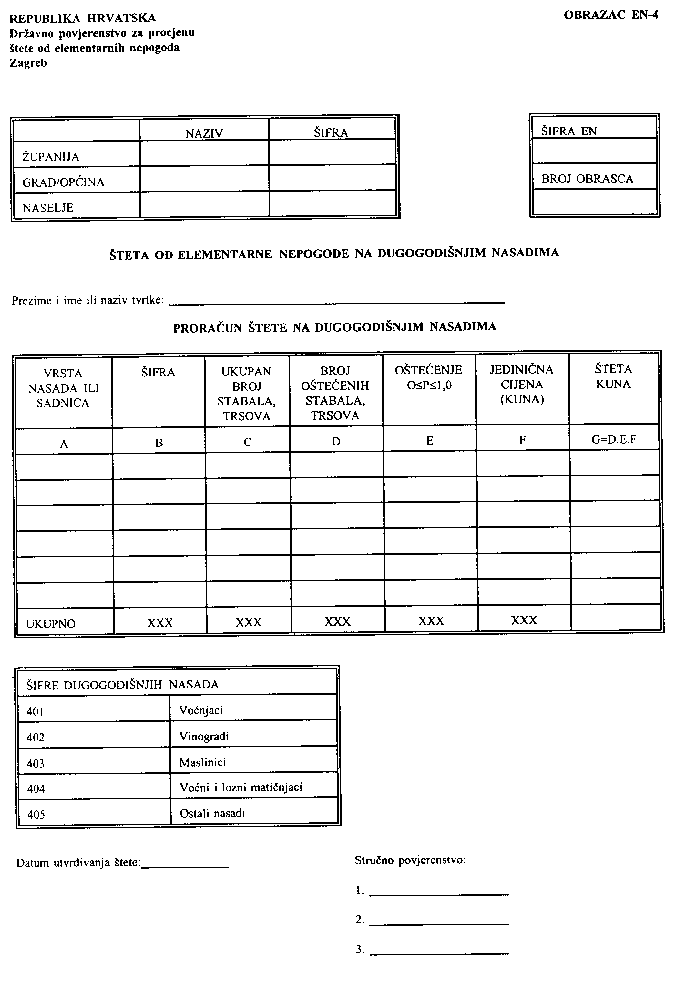 REPUBLIKA HRVATSKA
OBRAZAC EN-4
Državno povjerenstvo za procjenu
štete od elementarnih nepogoda
Zagreb
NAZIV ŠIFRA
ŽUPANIJA
GRAD/OPĆINA
NASELJE
ŠIFRA EN
BROJ OBRASCA
ŠTETA OD ELEMENTARNE NEPOGODE NA DUGOGODIŠNJIM NASADIMA
Prezime i ime ili naziv tvrtke:
PRORAČUN ŠTETE NA DUGOGODIŠNJIM NASADIMA
VRSTA
NASADA ILI
SADNICA
ŠIFRA
UKUPAN
BROJ
STABALA,
TRSOVA
BROJ
OŠTEĆENIH
STABALA,
TRSOVA
OŠTEĆENJE
O≤P≤1,0
JEDINIČNA
CIJENA
(KUNA)
ŠTETA
KUNA
A B C D E F G=D.E.F
UKUPNO XXX XXX XXX XXX XXX
ŠIFRE DUGOGODIŠNJIH NASADA
401 Voćnjaci
402 Vinogradi
403 Maslinici
404 Voćni i lozni matičnjaci
405 Ostali nasadi
Datum utvrđivanja štete:
Stručno povjerenstvo:
1.
2.
3.